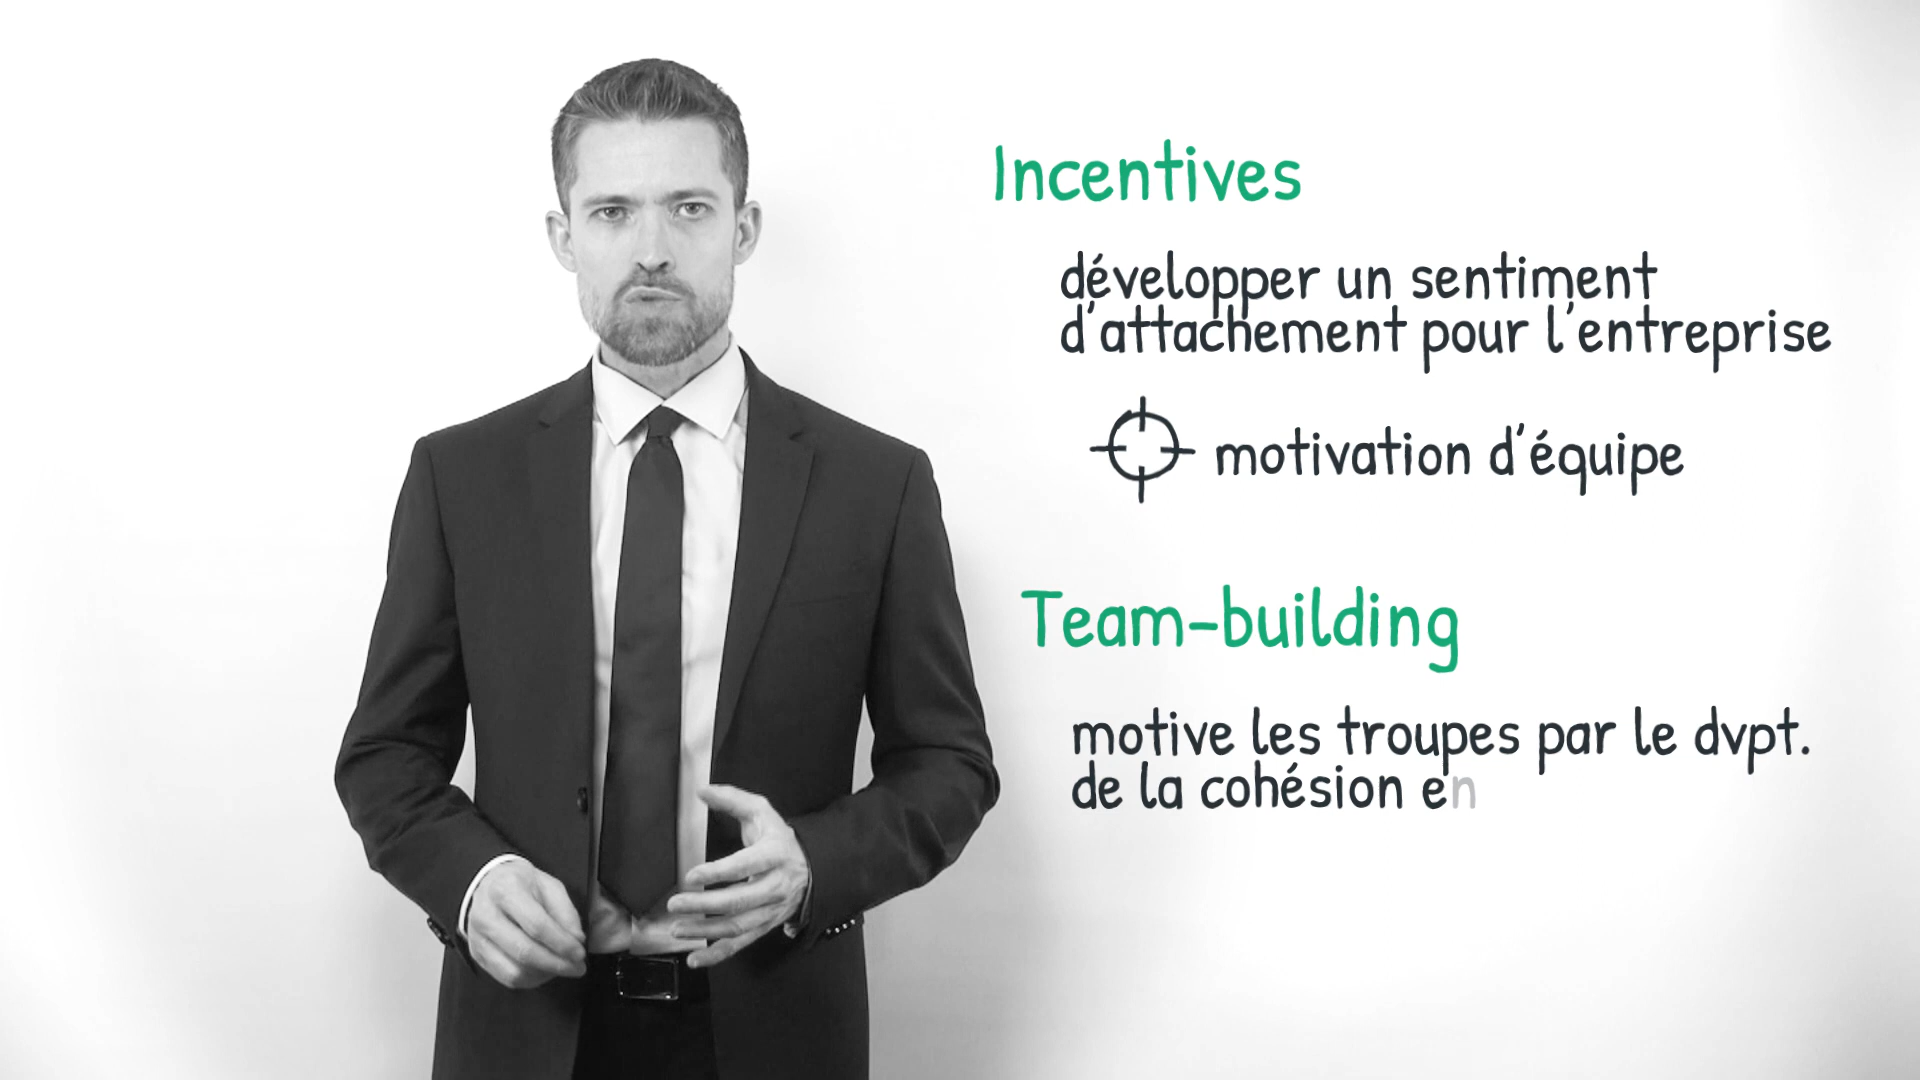 Incentives
développer un sentiment
d'attachement pour l'entreprise
motivation d'équipe
Team-building
motive les troupes par le dvpt.
de la cohésion en